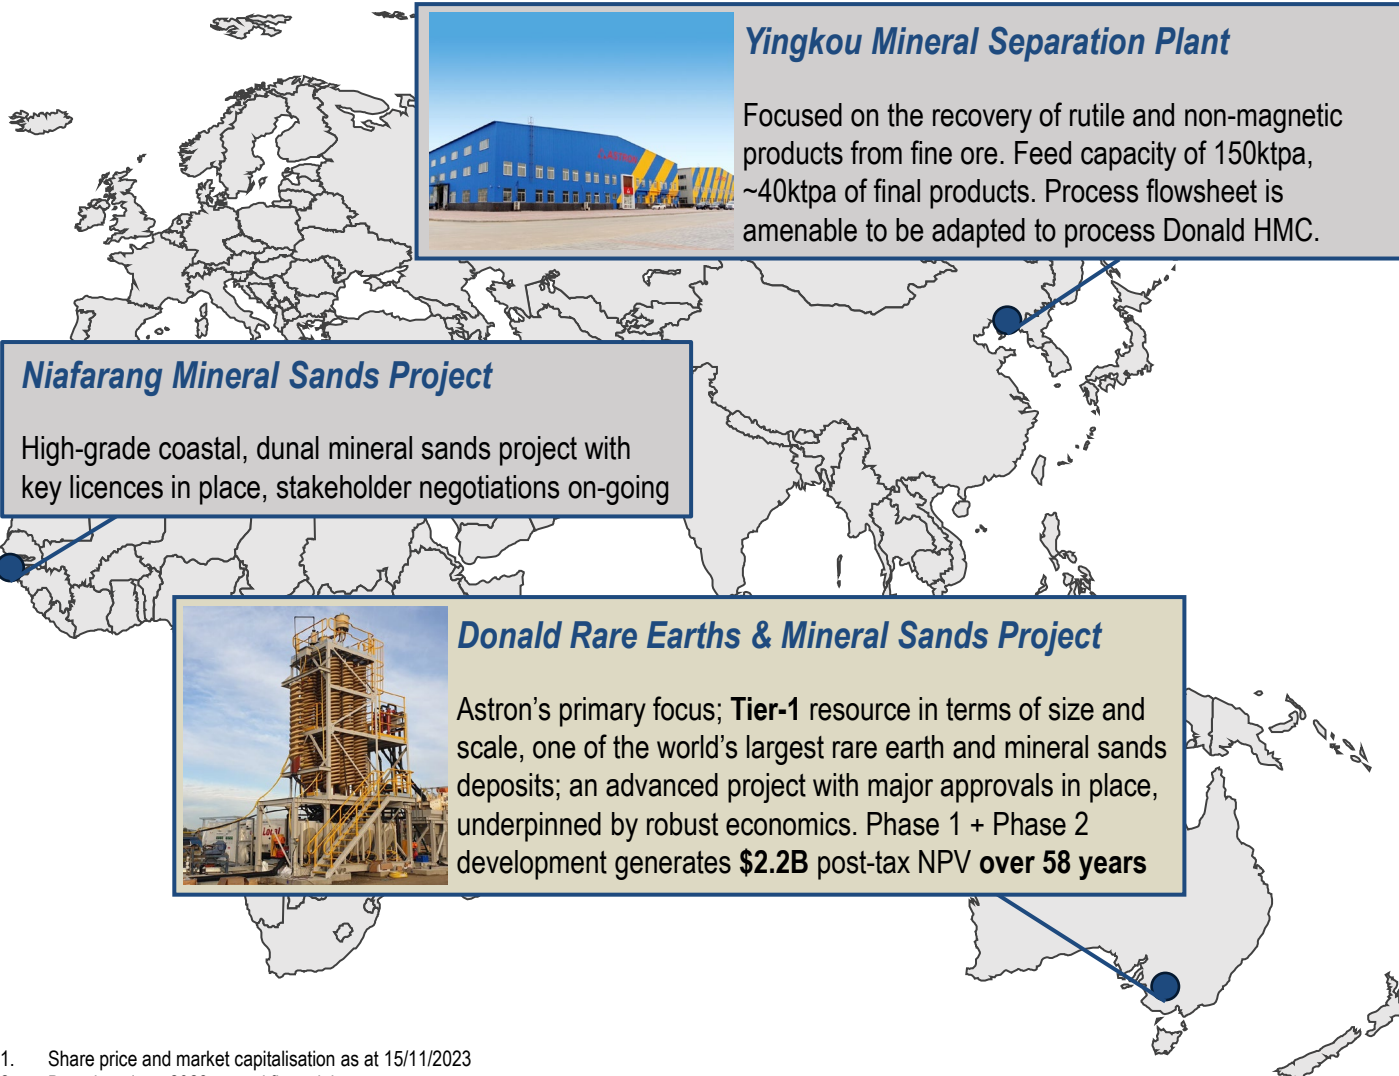 Yingkou Mineral Separation Plant
Focused on the recovery of rutile and non-magnetic
products from fine ore. Feed capacity of 150ktpa,
~40ktpa of final products. Process flowsheet is
amenable to be adapted to process Donald HMC.
Niafarang Mineral Sands Project
High-grade coastal, dunal mineral sands project with
key licences in place, stakeholder negotiations on-going
Donald Rare Earths & Mineral Sands Project
Astron’s primary focus; Tier-1 resource in terms of size and
scale, one of the world’s largest rare earth and mineral sands
deposits; an advanced project with major approvals in place,
underpinned by robust economics. Phase 1 + Phase 2
development generates $2.2B post-tax NPV over 58 years
1. Share price and market capitalisation as at 15/11/2023